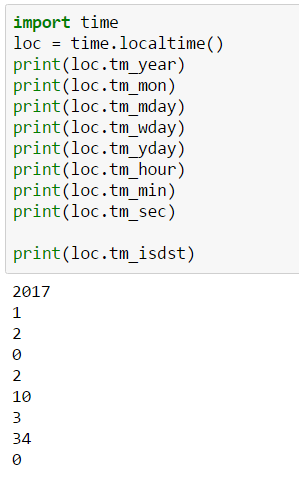 import time
loc = time.localtime()
print(loc.tm_year)
print(loc.tm_mon)
print(loc.tm_mday)
print(loc.tm_wday)
print(loc.tm_yday)
print(loc.tm_hour)
print(loc.tm_min)
print(loc.tm_sec)

print(loc.tm_isdst)
2017
1
2
0
2
10
3
34
0